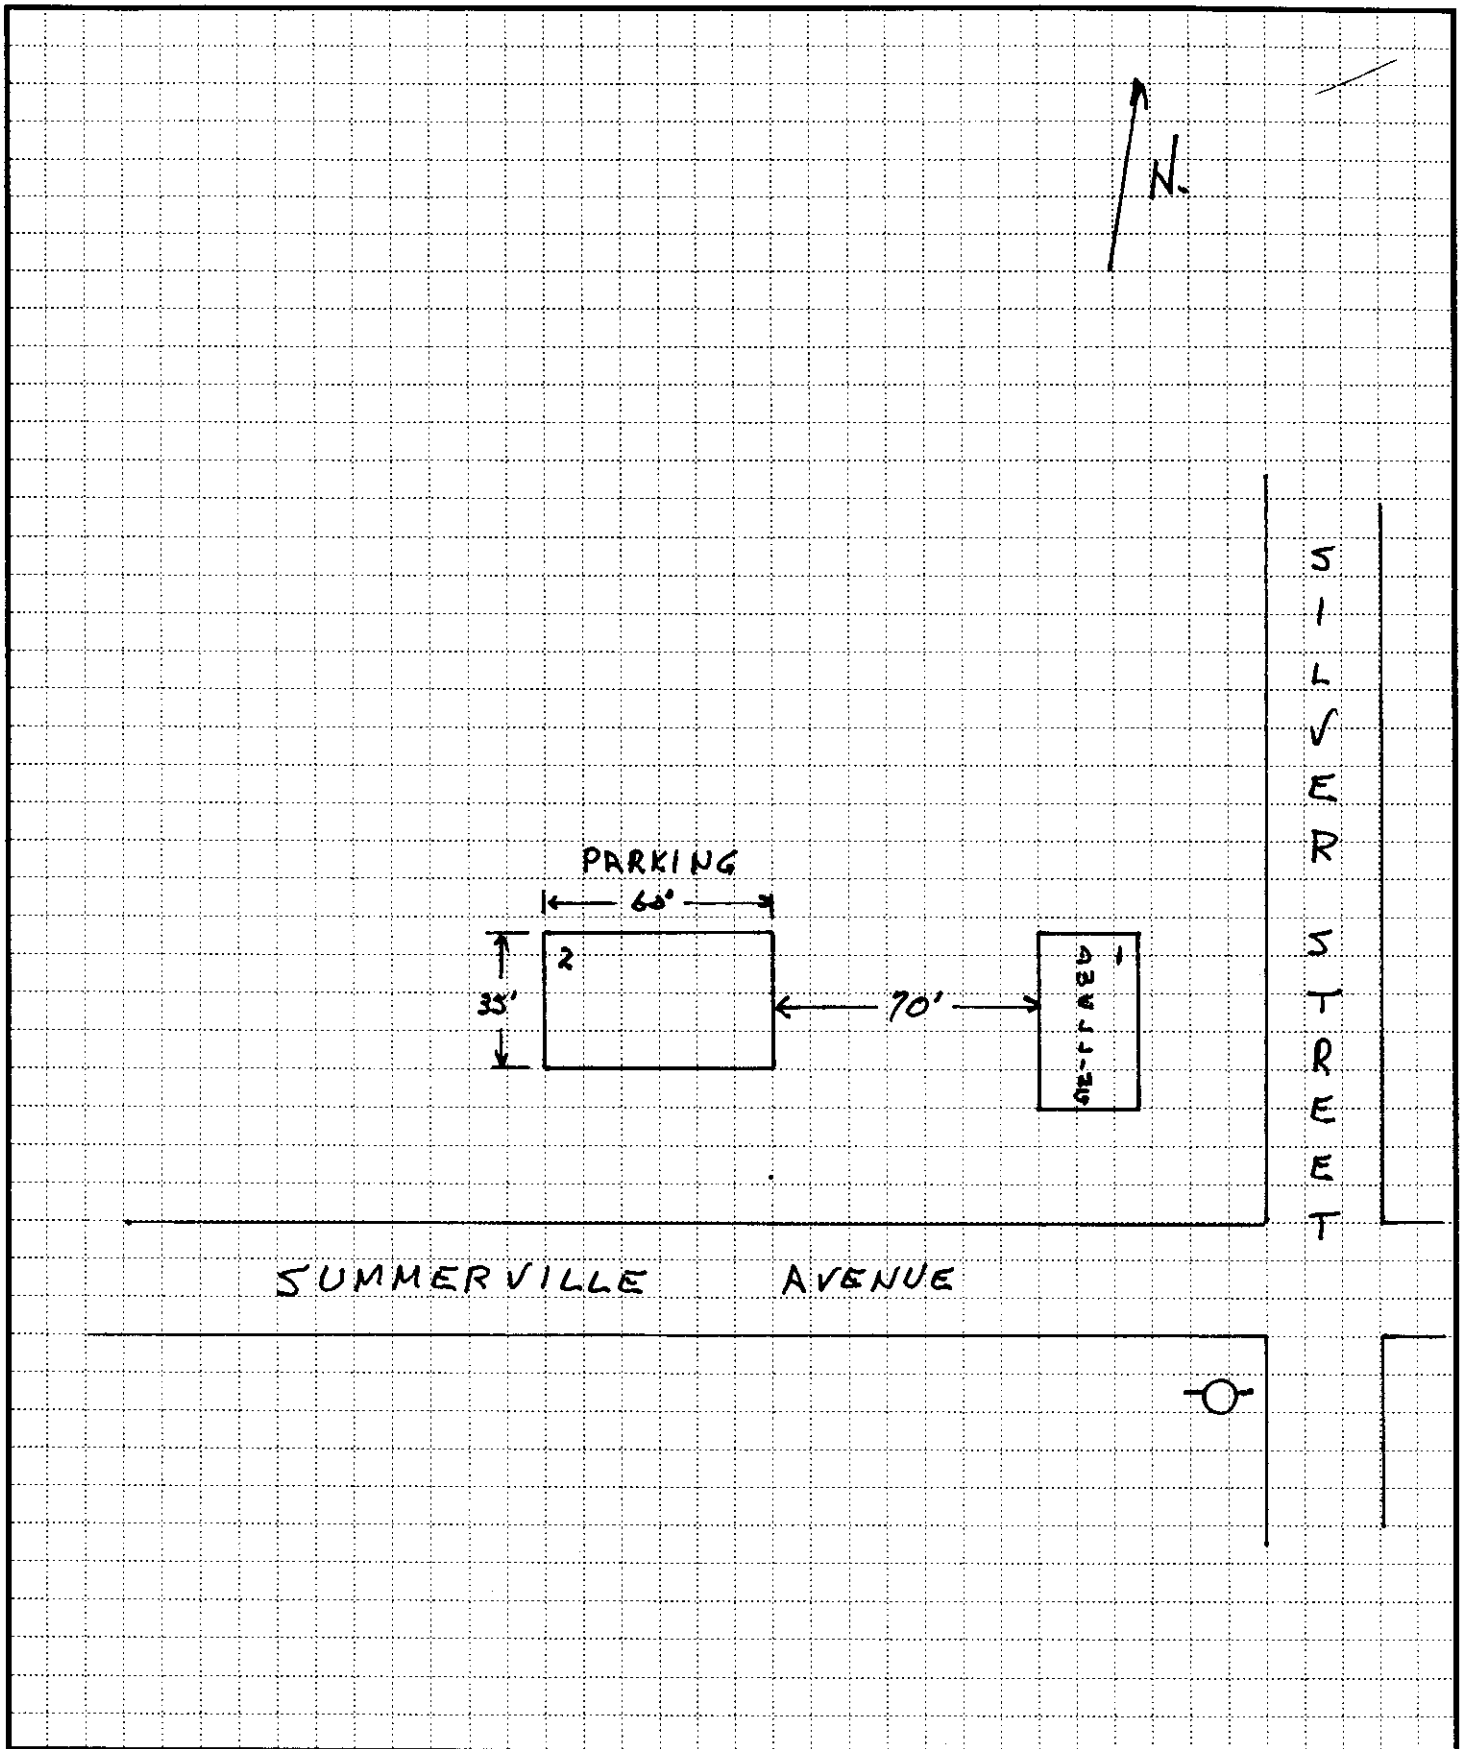 N.
SILVER STREET
PARKING
60'
2
1
35'
70'
DWELLING
SUMMERVILLE AVENUE